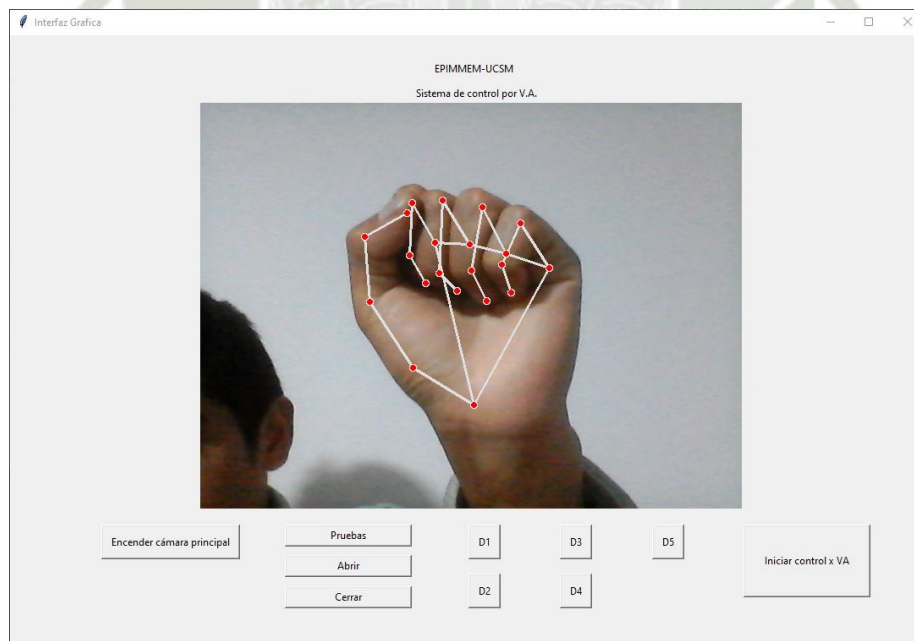 Interfaz Grafica
EPIMMEM-UCSM
Sistema de control por V.A.
Encender cámara principal
Pruebas
Abrir
Cerrar
D1
D3
D5
D2
D4
Iniciar control x VA